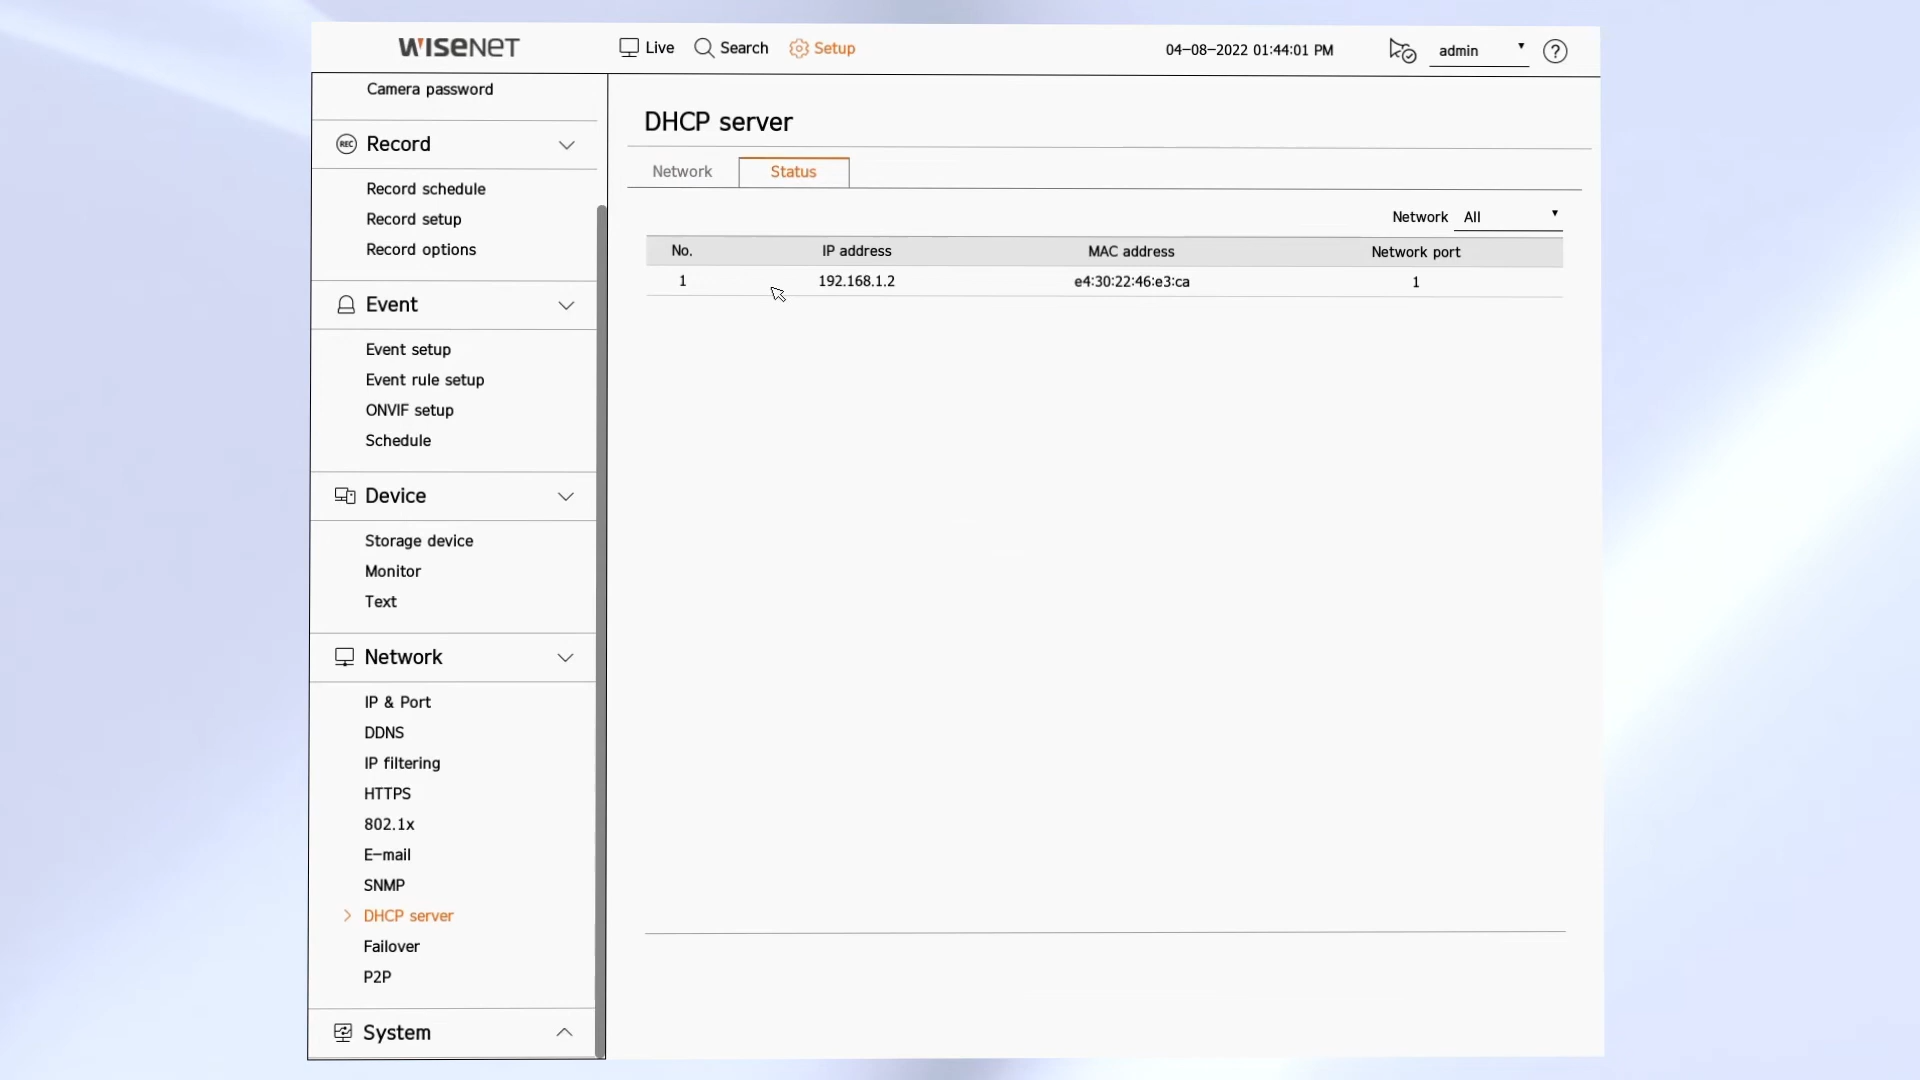 WISENET
Live
Search
Setup
04-08-2022 01:44:01 PM
admin
?
Camera password
REC
Record
Record schedule
Record setup
Record options
Event
Event setup
Event rule setup
ONVIF setup
Schedule
Device
Storage device
Monitor
Text
Network
IP & Port
DDNS
IP filtering
HTTPS
802.1x
E-mail
SNMP
DHCP server
Failover
P2P
System
DHCP server
Network
Status
Network All
No. IP address MAC address Network port
1 192.168.1.2 e4:30:22:46:e3:ca 1